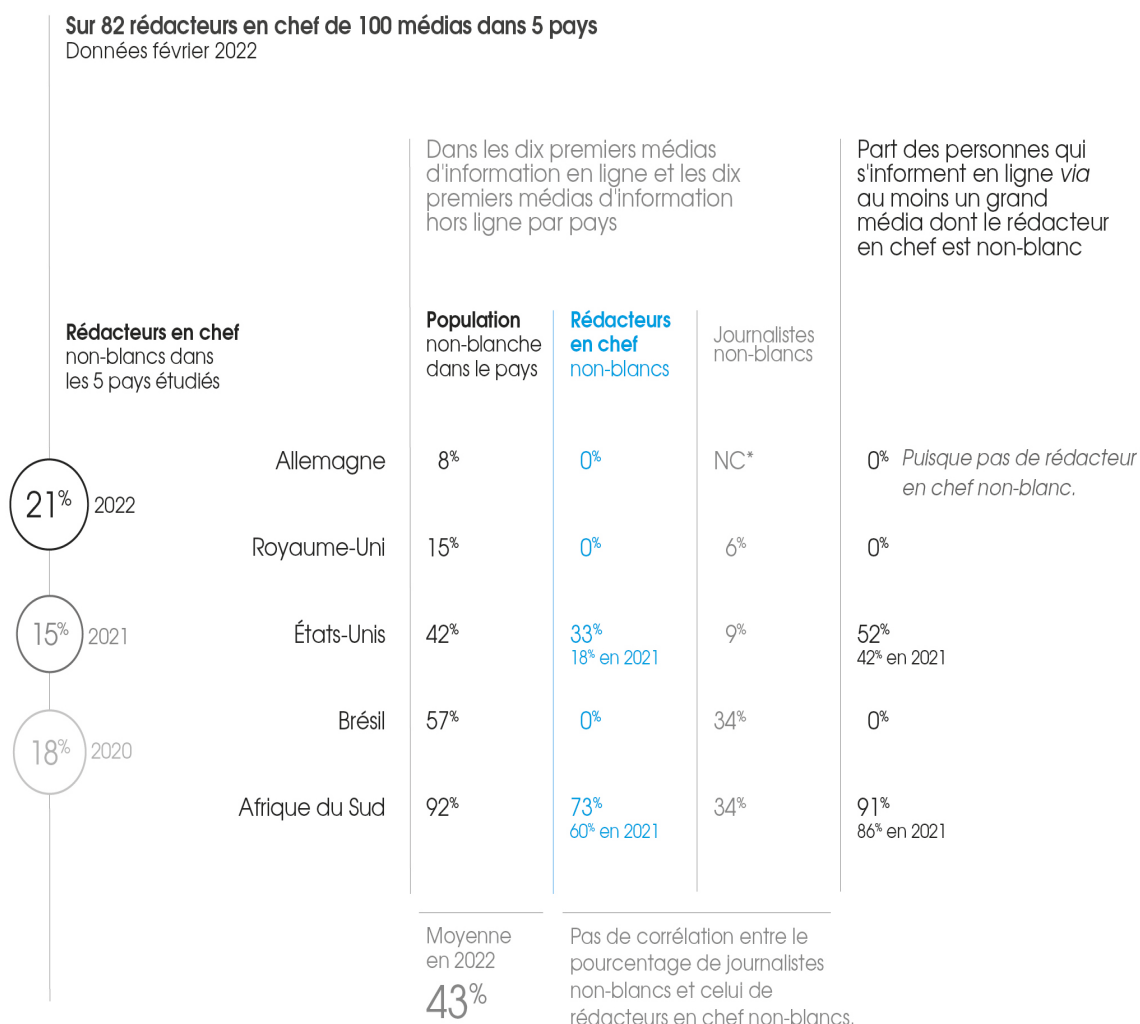 Sur 82 rédacteurs en chef de 100 médias dans 5 pays
Données février 2022
Dans les dix premiers médias
d'information en ligne et les dix
premiers médias d'information
hors ligne par pays
Part des personnes qui
s'informent en ligne via
au moins un grand
média dont le rédacteur
en chef est non-blanc
Rédacteurs en chef
non-blancs dans
les 5 pays étudiés
Population
non-blanche
dans le pays
Rédacteurs
en chef
non-blancs
Journalistes
non-blancs
21% 2022
15% 2021
18% 2020
Allemagne 8% 0% NC* 0% Puisque pas de rédacteur
en chef non-blanc.
Royaume-Uni 15% 0% 6% 0%
États-Unis 42% 33% 9% 52%
18% en 2021 42% en 2021
Brésil 57% 0% 34% 0%
Afrique du Sud 92% 73% 34% 91%
60% en 2021 86% en 2021
Moyenne
en 2022
43%
Pas de corrélation entre le
pourcentage de journalistes
non-blancs et celui de
rédacteurs en chef non-blancs.